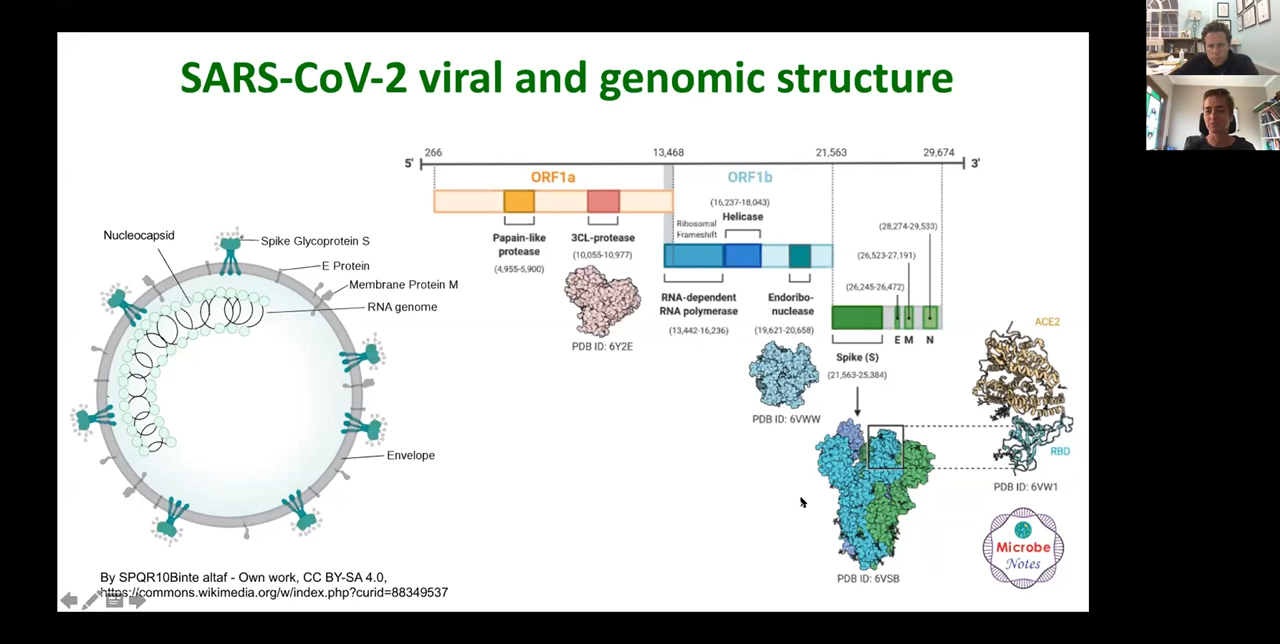 SARS-CoV-2 viral and genomic structure
5'
266
13,468
21,563
29,674
3'
ORF1a
ORF1b
Papain-like
protease
(4,955-5,900)
3CL-protease
(10,055-10,977)
PDB ID: 6Y2E
Ribosomal
Frameshift
(16,237-18,043)
Helicase
RNA-dependent
RNA polymerase
(13,442-16,236)
Endoribo-
nuclease
(19,621-20,658)
PDB ID: 6VWW
(28,274-29,533)
(26,523-27,191)
(26,245-26,472)
E M N
Spike (S)
(21,563-25,384)
PDB ID: 6VSB
ACE2
RBD
PDB ID: 6VW1
Microbe
Notes
Nucleocapsid
Spike Glycoprotein S
E Protein
Membrane Protein M
RNA genome
Envelope
By SPQR10Binte altaf - Own work, CC BY-SA 4.0,
https://commons.wikimedia.org/w/index.php?curid=88349537